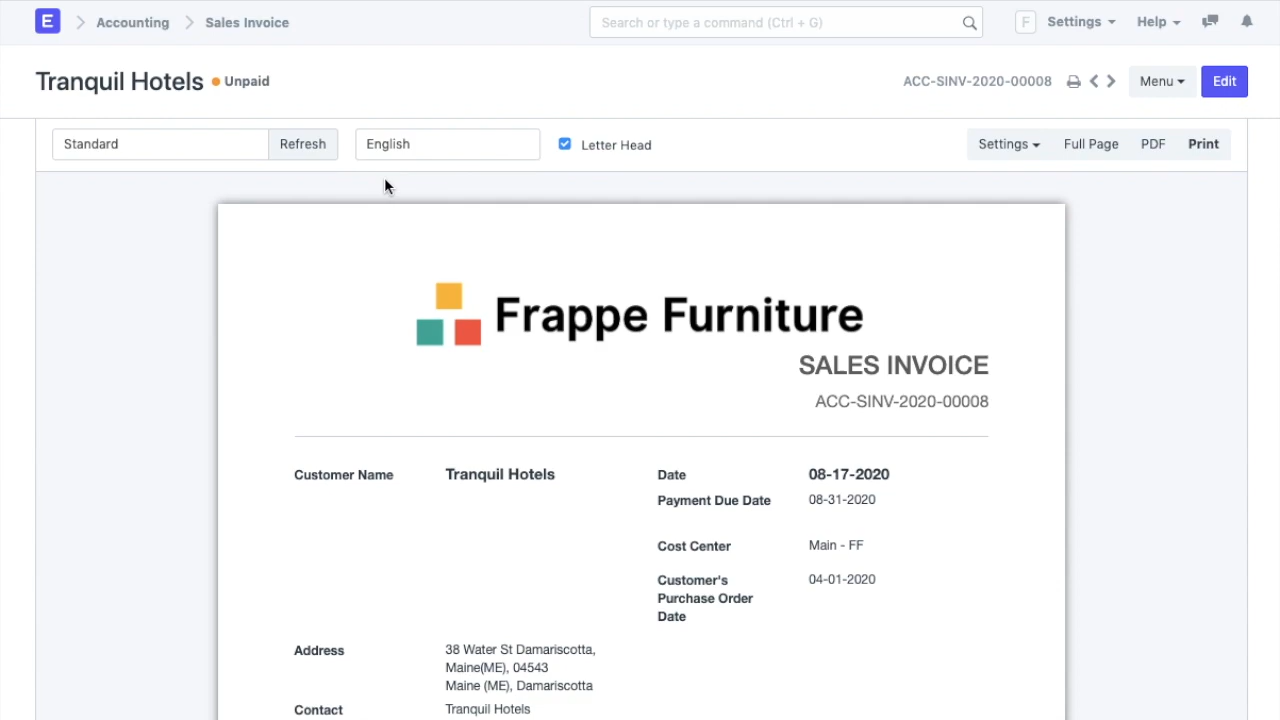 E Accounting Sales Invoice Search or type a command (Ctrl + G) F Settings Help
Tranquil Hotels Unpaid ACC-SINV-2020-00008 Menu Edit
Standard Refresh English Letter Head Settings Full Page PDF Print
Frappe Furniture
SALES INVOICE
ACC-SINV-2020-00008
Customer Name Tranquil Hotels Date 08-17-2020
Payment Due Date 08-31-2020
Cost Center Main - FF
Customer's 04-01-2020
Purchase Order
Date
Address 38 Water St Damariscotta,
Maine(ME), 04543
Maine (ME), Damariscotta
Contact Tranquil Hotels